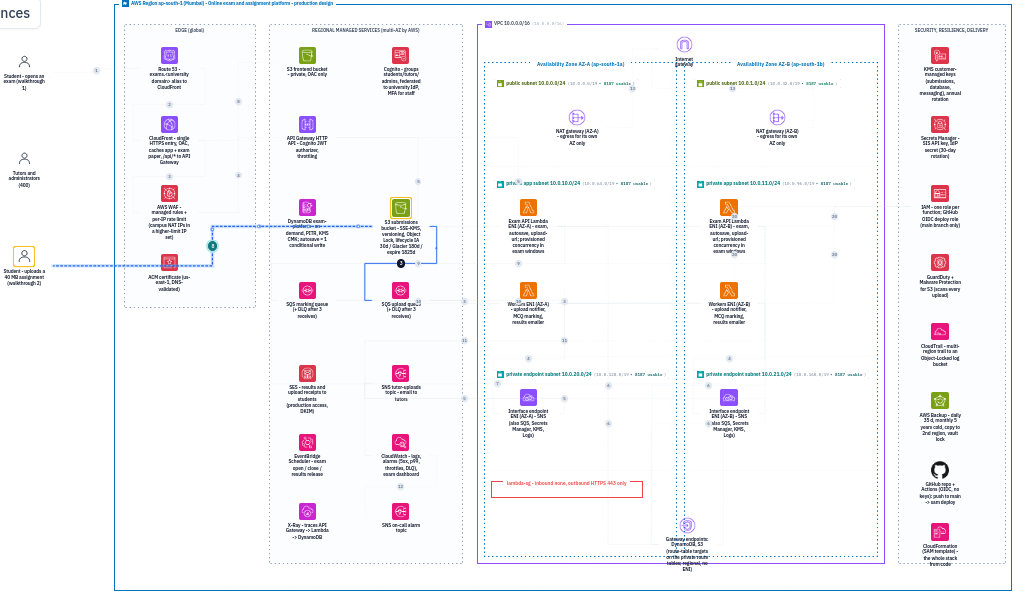 nces
AWS Region ap-south-1 (Mumbai) - Online exam and assignment platform - production design
EDGE (global)
REGIONAL MANAGED SERVICES (multi-AZ by AWS)
VPC 10.0.0.0/16
SECURITY, RESILIENCE, DELIVERY
Student - opens an
exam (walkthrough
1)
Tutors and
administrators
(400)
Student - uploads a
40 MB assignment
(walkthrough 2)
Route 53 -
exams.<university
domain> alias to
CloudFront
CloudFront - single
HTTPS entry, OAC,
caches app + exam
paper, /api/* to API
Gateway
AWS WAF -
managed rules +
per-IP rate limit
(campus NAT IPs in
a higher-limit IP
set)
ACM certificate (us-
east-1, DNS-
validated)
S3 frontend bucket
- private, OAC only
Cognito - groups
students/tutors/
admins, federated
to university IdP,
MFA for staff
API Gateway HTTP
API - Cognito JWT
authorizer,
throttling
DynamoDB exam-
demand, PITR, KMS
CMK; autosave = 1
conditional write
S3 submissions
bucket - SSE-KMS,
versioning, Object
Lock, lifecycle IA
30d / Glacier 180d /
expire 1825d
SQS marking queue
(+ DLQ after 3
receives)
SQS upload queue
(+ DLQ after 3
receives)
SES - results and
upload receipts to
students
(production access,
DKIM)
SNS tutor-uploads
topic - email to
tutors
EventBridge
Scheduler - exam
open / close /
results release
CloudWatch - logs,
alarms (5xx, p99,
throttles, DLQ),
exam dashboard
X-Ray - traces API
Gateway -> Lambda
-> DynamoDB
SNS on-call alarm
topic
Internet
gateway
Availability Zone AZ-A (ap-south-1a)
Availability Zone AZ-B (ap-south-1b)
public subnet 10.0.0.0/24
public subnet 10.0.1.0/24
NAT gateway (AZ-A)
- egress for its own
AZ only
NAT gateway (AZ-B)
- egress for its own
AZ only
private app subnet 10.0.10.0/24
private app subnet 10.0.11.0/24
Exam API Lambda
ENI (AZ-A) - exam,
autosave, upload-
url; provisioned
concurrency in
exam windows
Exam API Lambda
ENI (AZ-B) - exam,
autosave, upload-
url; provisioned
concurrency in
exam windows
Workers ENI (AZ-A)
- upload notifier,
MCQ marking,
results emailer
Workers ENI (AZ-B)
- upload notifier,
MCQ marking,
results emailer
private endpoint subnet 10.0.20.0/24
private endpoint subnet 10.0.21.0/24
Interface endpoint
ENI (AZ-A) - SNS
(also SQS, Secrets
Manager, KMS,
Logs)
Interface endpoint
ENI (AZ-B) - SNS
(also SQS, Secrets
Manager, KMS,
Logs)
lambda-sg - inbound none, outbound HTTPS 443 only
Gateway endpoints:
DynamoDB, S3
(route-table targets
on the private route
tables; regional, no
ENI)
KMS customer-
managed keys
(submissions,
database,
messaging), annual
rotation
Secrets Manager -
SIS API key, IdP
secret (30-day
rotation)
IAM - one role per
function; GitHub
OIDC deploy role
(main branch only)
GuardDuty +
Malware Protection
for S3 (scans every
upload)
CloudTrail - multi-
region trail to an
Object-Locked log
bucket
AWS Backup - daily
35 d, monthly 5
years cold, copy to
2nd region, vault
lock
GitHub repo +
Actions (OIDC, no
keys); push to main
-> sam deploy
CloudFormation
(SAM template) -
the whole stack
from code